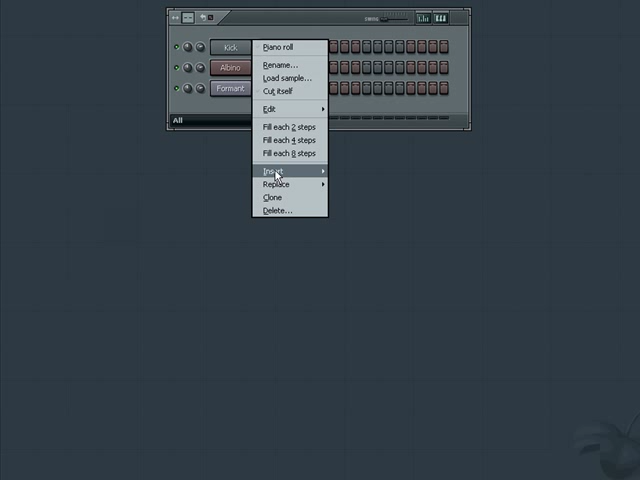 SWING
Kick
Albino
Formant
All
Piano roll
Rename...
Load sample...
Cut itself
Edit
Fill each 2 steps
Fill each 4 steps
Fill each 8 steps
Insert
Replace
Clone
Delete...